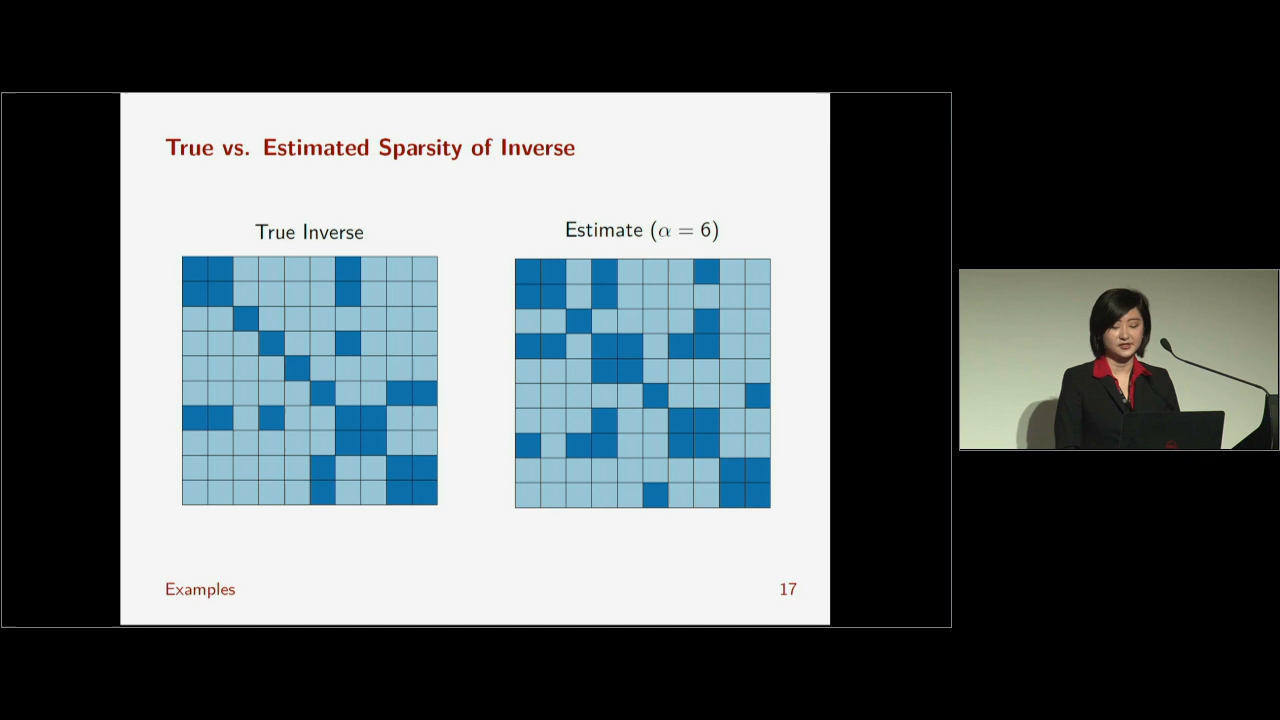 True vs. Estimated Sparsity of Inverse
True Inverse
Estimate (α = 6)
Examples
17